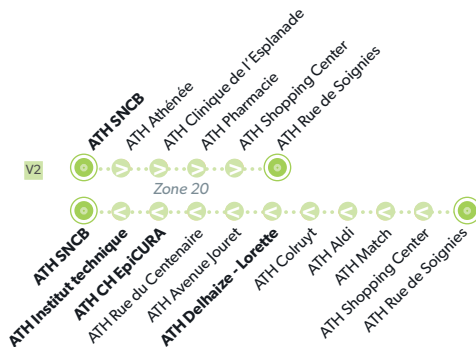 ATH SNCB
ATH Athénée
ATH Clinique de l'Esplanade
ATH Pharmacie
ATH Shopping Center
ATH Rue de Soignies
V2
Zone 20
ATH SNCB
ATH Institut technique
ATH CH EpiCURA
ATH Rue du Centenaire
ATH Avenue Jouret
ATH Delhaize - Lorette
ATH Colruyt
ATH Aldi
ATH Match
ATH Shopping Center
ATH Rue de Soignies